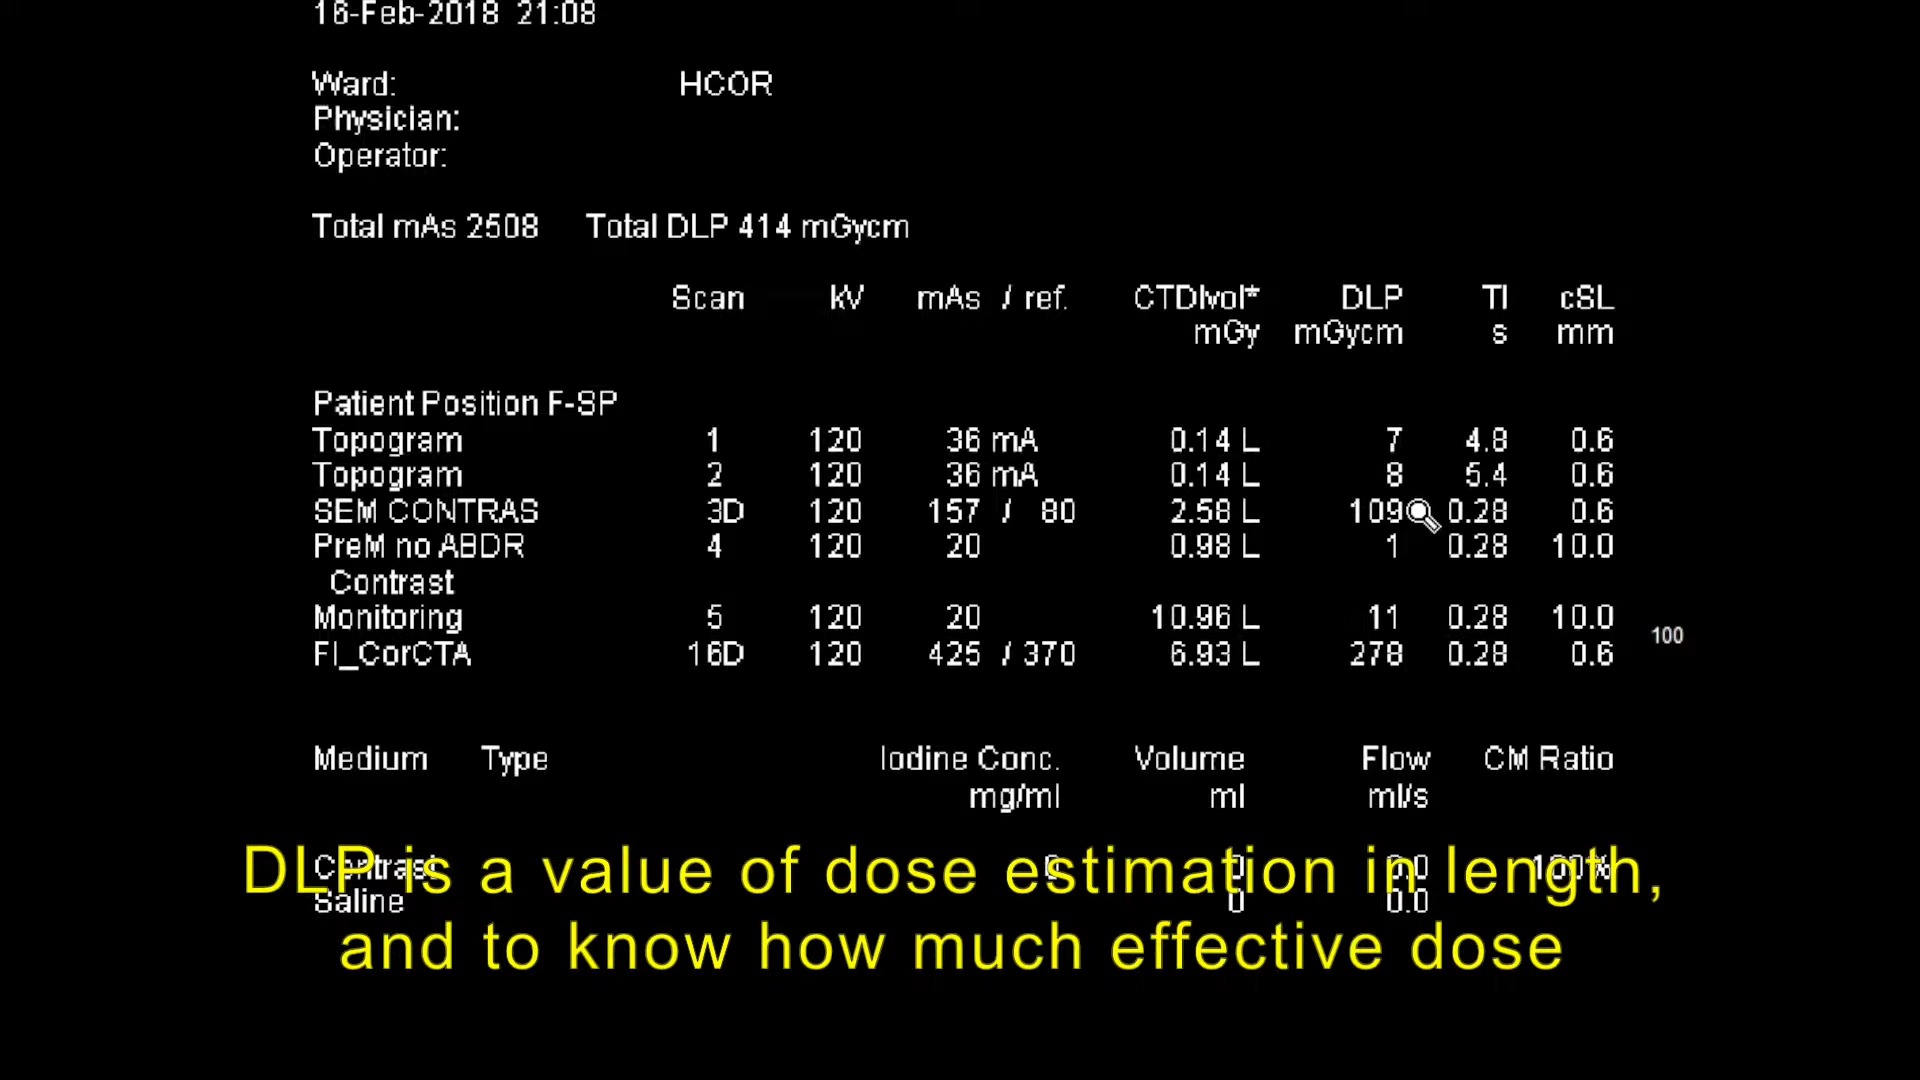 16-Feb-2018 21:08
Ward: HCOR
Physician:
Operator:
Total mAs 2508 Total DLP 414 mGycm
Scan kV mAs / ref. CTDIvol* DLP TI cSL
mGy mGycm s mm
Patient Position F-SP
Topogram 1 120 36 mA 0.14 L 7 4.8 0.6
Topogram 2 120 36 mA 0.14 L 8 5.4 0.6
SEM CONTRAS 3D 120 157 / 80 2.58 L 109 0.28 0.6
PreM no ABDR 4 120 20 0.98 L 1 0.28 10.0
Contrast
Monitoring 5 120 20 10.96 L 11 0.28 10.0
100
Fl_CorCTA 16D 120 425 / 370 6.93 L 278 0.28 0.6
Medium Type Iodine Conc. Volume Flow CM Ratio
mg/ml ml ml/s
Contrast 0 0 0.0 100%
Saline 0 0.0
DLP is a value of dose estimation in length,
and to know how much effective dose